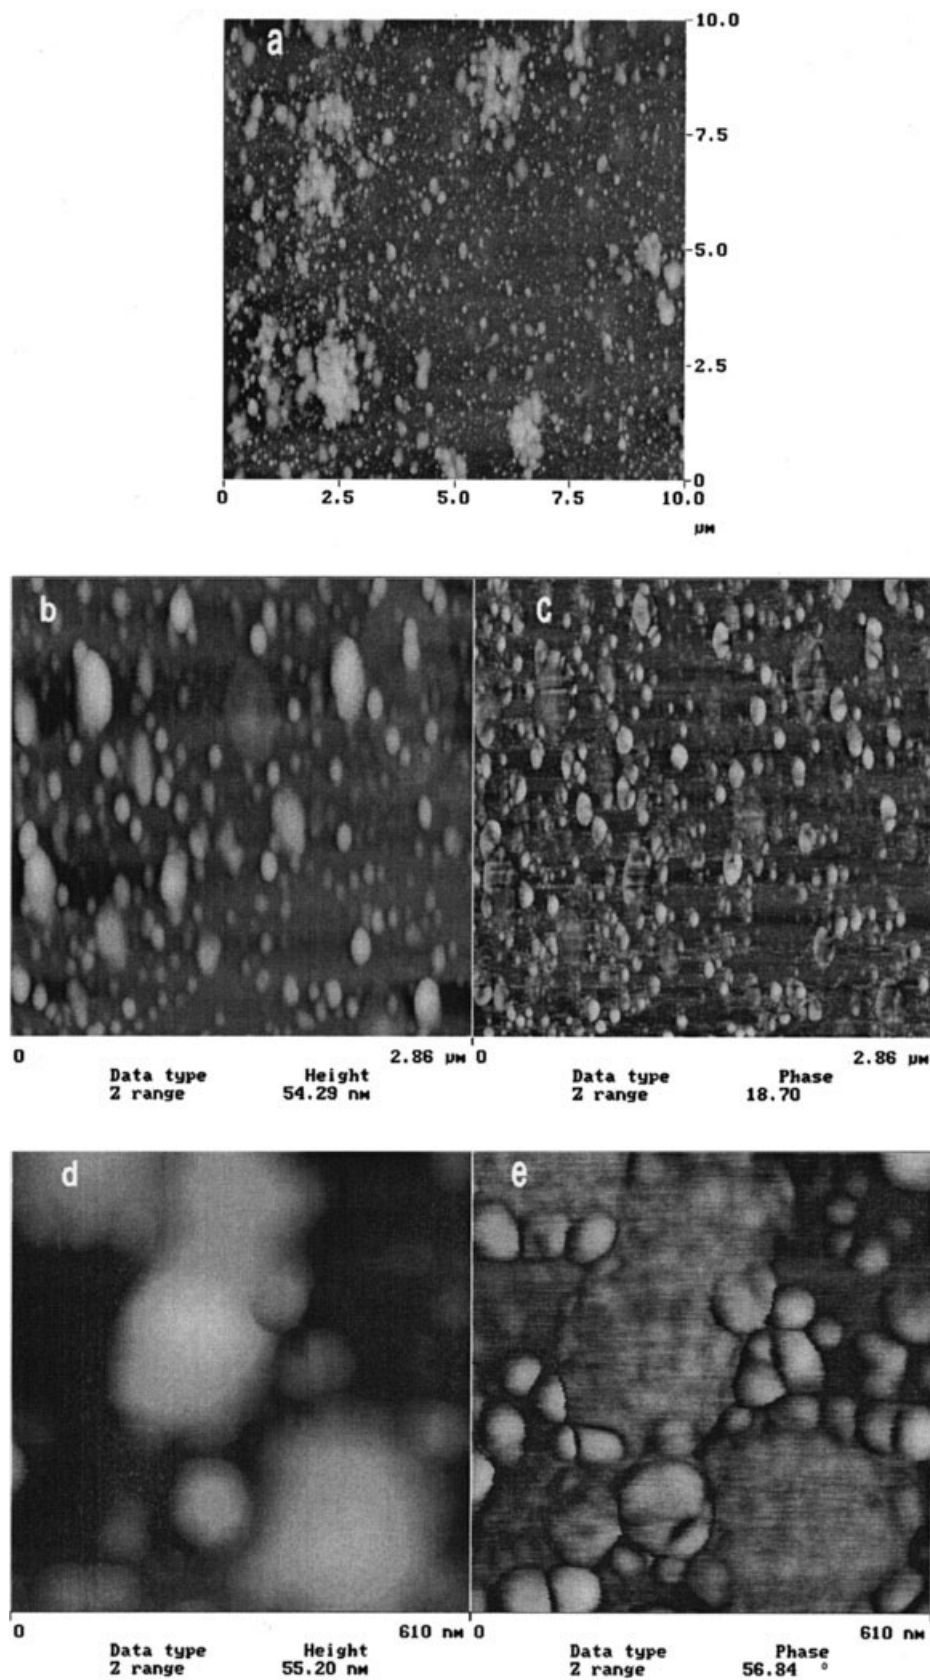 a
10.0
7.5
5.0
2.5
0
0 2.5 5.0 7.5 10.0
μM
b
c
0 2.86 μM 0 2.86 μM
Data type Height Data type Phase
Z range 54.29 nM Z range 18.70
d
e
0 610 nM 0 610 nM
Data type Height Data type Phase
Z range 55.20 nM Z range 56.84 °